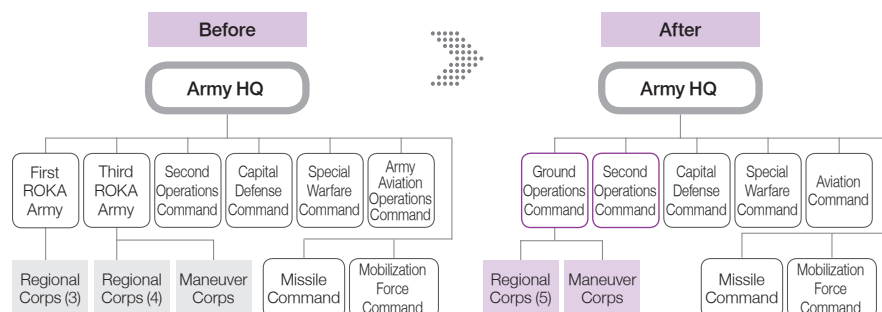 Before
Army HQ
First
ROKA
Army
Third
ROKA
Army
Second
Operations
Command
Capital
Defense
Command
Special
Warfare
Command
Army
Aviation
Operations
Command
Regional
Corps (3)
Regional
Corps (4)
Maneuver
Corps
Missile
Command
Mobilization
Force
Command
After
Army HQ
Ground
Operations
Command
Second
Operations
Command
Capital
Defense
Command
Special
Warfare
Command
Aviation
Command
Regional
Corps (5)
Maneuver
Corps
Missile
Command
Mobilization
Force
Command